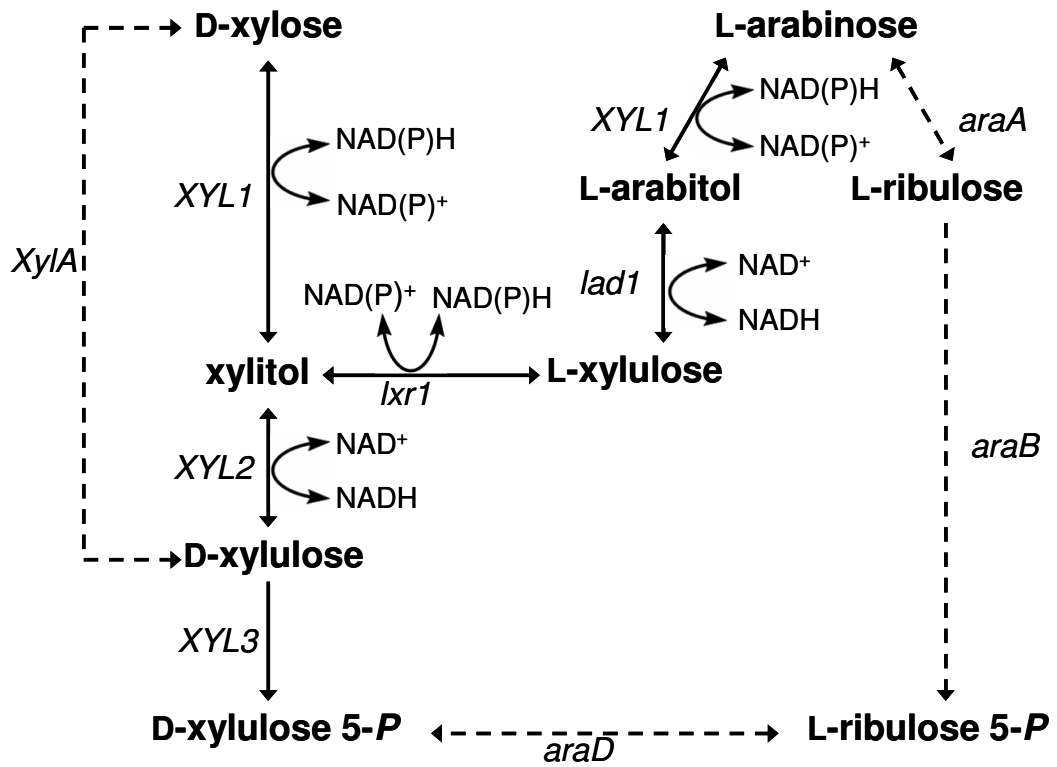 D-xylose
L-arabinose
NAD(P)H
XYL1
araA
NAD(P)H
NAD(P)+
L-arabitol
L-ribulose
XYL1
NAD(P)+
XylA
lad1
NAD+
NAD(P)+
NAD(P)H
NADH
xylitol
L-xylulose
lxr1
NAD+
araB
XYL2
NADH
D-xylulose
XYL3
D-xylulose 5-P
L-ribulose 5-P
araD